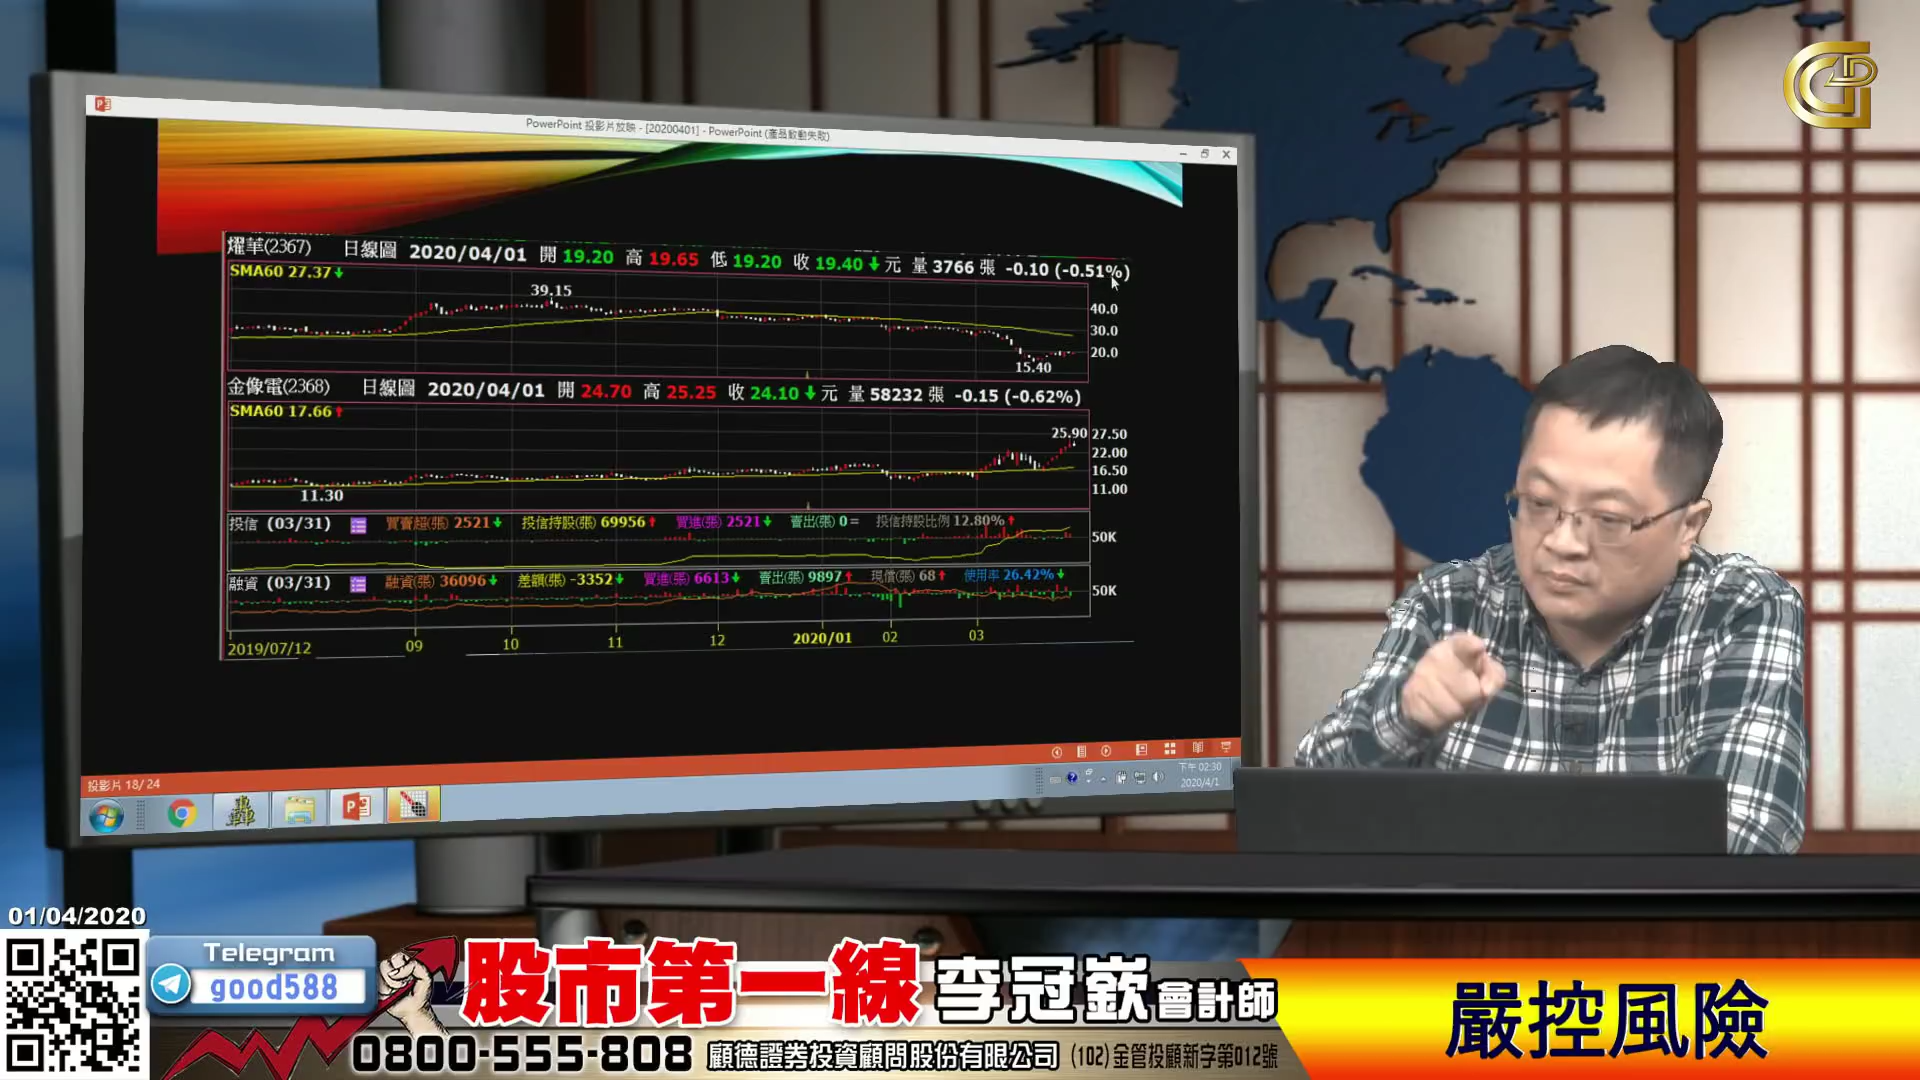 PowerPoint 投影片放映 - [20200401] - PowerPoint (產品啟動失敗)
燿華(2367) 日線圖 2020/04/01 開 19.20 高 19.65 低 19.20 收 19.40↓ 元 量 3766 張 -0.10 (-0.51%)
SMA60 27.37↓
39.15
40.0
30.0
20.0
15.40
金像電(2368) 日線圖 2020/04/01 開 24.70 高 25.25 收 24.10↓ 元 量 58232 張 -0.15 (-0.62%)
SMA60 17.66↑
25.90 27.50
22.00
16.50
11.00
11.30
投信 (03/31) 買賣超(張) 2521↓ 投信持股(張) 69956↑ 買進(張) 2521↓ 賣出(張) 0= 投信持股比例 12.80%↑
50K
融資 (03/31) 融資(張) 36096↓ 差額(張) -3352↓ 買進(張) 6613↓ 賣出(張) 9897↑ 現償(張) 68↑ 使用率 26.42%↓
50K
2019/07/12 09 10 11 12 2020/01 02 03
投影片 18/24
下午 02:30
2020/4/1
01/04/2020
Telegram
good588
股市第一線 李冠嶔 會計師
0800-555-808 顧德證券投資顧問股份有限公司 (102)金管投顧新字第012號
嚴控風險